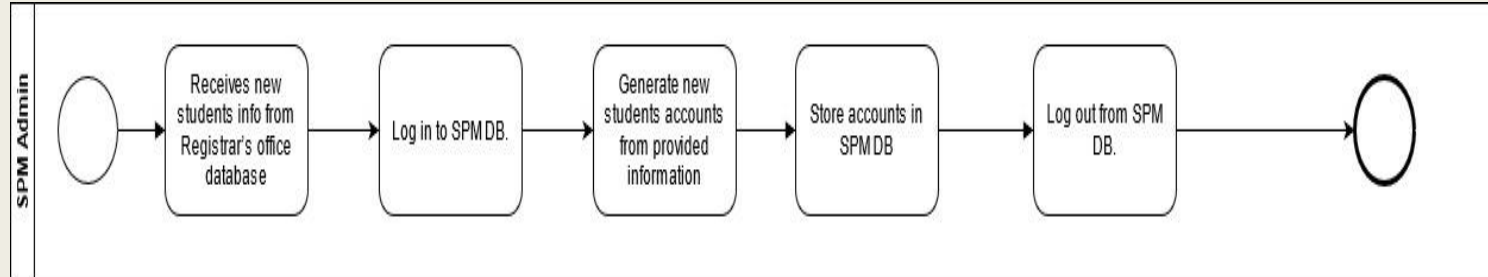 SPM Admin
Receives new
students info from
Registrar's office
database
Log in to SPM DB.
Generate new
students accounts
from provided
information
Store accounts in
SPM DB
Log out from SPM
DB.